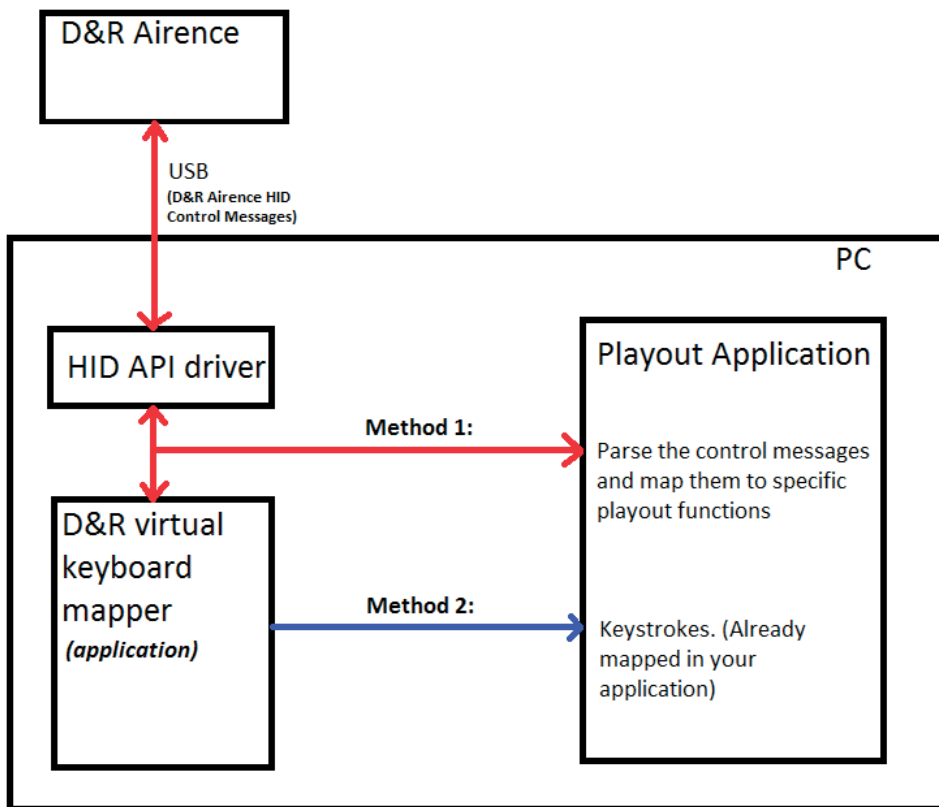 D&R Airence
USB
(D&R Airence HID
Control Messages)
PC
HID API driver
Playout Application
Method 1:
Parse the control messages
and map them to specific
playout functions
D&R virtual
keyboard
mapper
(application)
Method 2:
Keystrokes. (Already
mapped in your
application)